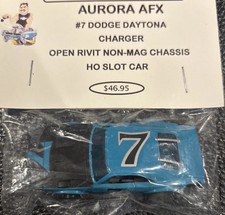 AURORA AFX
#7 DODGE DAYTONA
CHARGER
OPEN RIVIT NON-MAG CHASSIS
HO SLOT CAR
$46.95
7